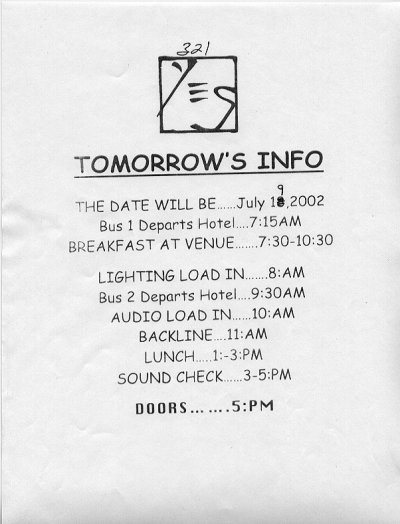 321
YES
TOMORROW'S INFO
THE DATE WILL BE......July 19,2002
Bus 1 Departs Hotel....7:15AM
BREAKFAST AT VENUE.......7:30-10:30
LIGHTING LOAD IN.......8:AM
Bus 2 Departs Hotel....9:30AM
AUDIO LOAD IN......10:AM
BACKLINE....11:AM
LUNCH.....1:-3:PM
SOUND CHECK......3-5:PM
DOORS... ... .5:PM